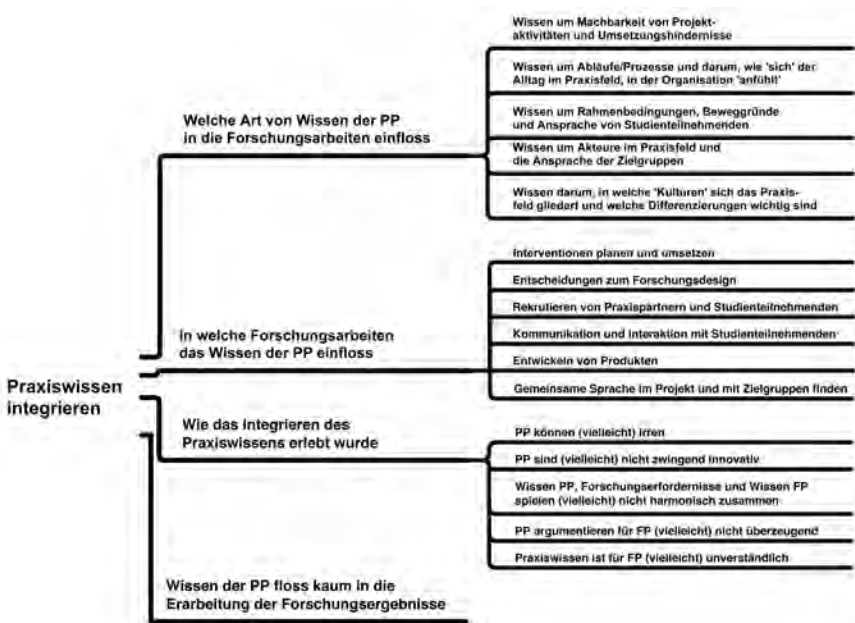 Praxiswissen
integrieren
Welche Art von Wissen der PP
in die Forschungsarbeiten einfloss
Wissen um Machbarkeit von Projekt-
aktivitäten und Umsetzungshindernisse
Wissen um Abläufe/Prozesse und darum, wie 'sich' der
Alltag im Praxisfeld, in der Organisation 'anfühlt'
Wissen um Rahmenbedingungen, Beweggründe
und Ansprache von Studienteilnehmenden
Wissen um Akteure im Praxisfeld und
die Ansprache der Zielgruppen
Wissen darum, in welche 'Kulturen' sich das Praxis-
feld gliedert und welche Differenzierungen wichtig sind
In welche Forschungsarbeiten
das Wissen der PP einfloss
Interventionen planen und umsetzen
Entscheidungen zum Forschungsdesign
Rekrutieren von Praxispartnern und Studienteilnehmenden
Kommunikation und Interaktion mit Studienteilnehmenden
Entwickeln von Produkten
Gemeinsame Sprache im Projekt und mit Zielgruppen finden
Wie das Integrieren des
Praxiswissens erlebt wurde
PP können (vielleicht) irren
PP sind (vielleicht) nicht zwingend innovativ
Wissen PP, Forschungserfordernisse und Wissen FP
spielen (vielleicht) nicht harmonisch zusammen
PP argumentieren für FP (vielleicht) nicht überzeugend
Praxiswissen ist für FP (vielleicht) unverständlich
Wissen der PP floss kaum in die
Erarbeitung der Forschungsergebnisse